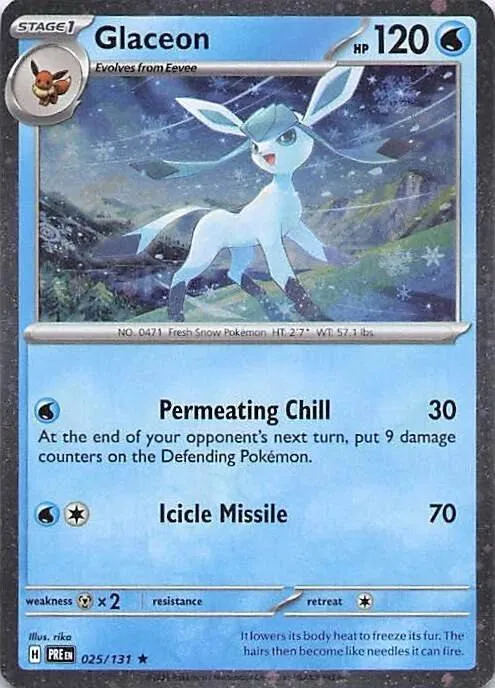 STAGE1
Glaceon
HP 120
Evolves from Eevee
NO. 0471 Fresh Snow Pokémon HT: 2'7" WT: 57.1 lbs.
Permeating Chill 30
At the end of your opponent's next turn, put 9 damage
counters on the Defending Pokémon.
Icicle Missile 70
weakness ×2 resistance retreat
Illus. rika
H PRE EN 025/131 ★
It lowers its body heat to freeze its fur. The
hairs then become like needles it can fire.